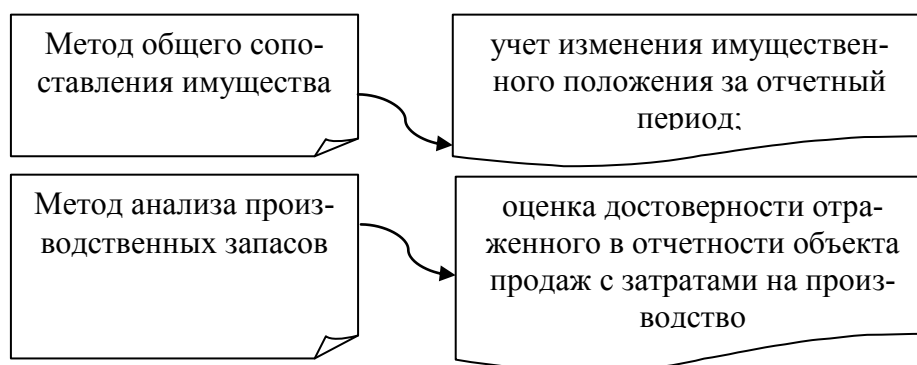 Метод общего сопо-
ставления имущества
учет изменения имуществен-
ного положения за отчетный
период;
Метод анализа произ-
водственных запасов
оценка достоверности отра-
женного в отчетности объекта
продаж с затратами на произ-
водство